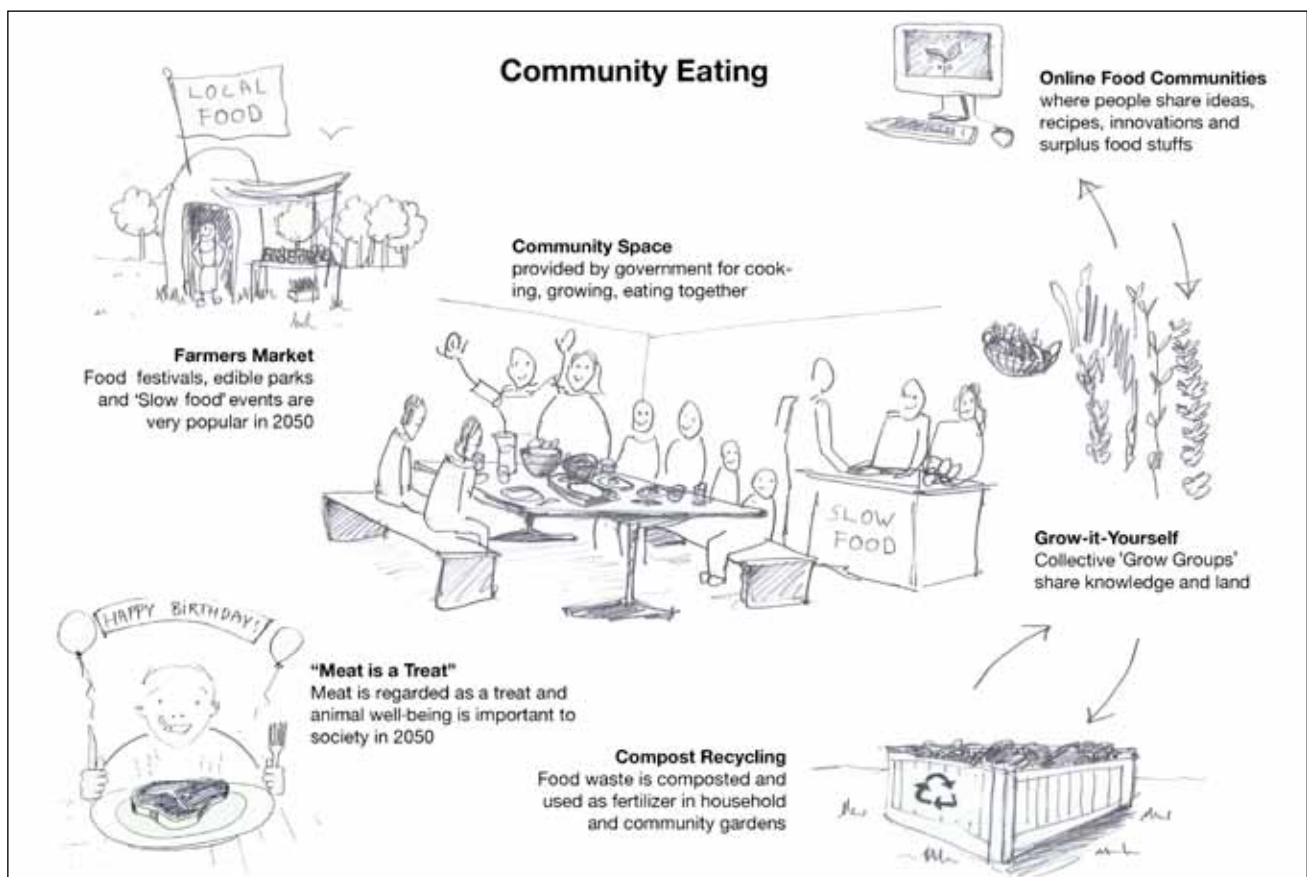 Community Eating
LOCAL
FOOD
Farmers Market
Food festivals, edible parks
and 'Slow food' events are
very popular in 2050
Online Food Communities
where people share ideas,
recipes, innovations and
surplus food stuffs
Community Space
provided by government for cook-
ing, growing, eating together
SLOW
FOOD
Grow-it-Yourself
Collective 'Grow Groups'
share knowledge and land
HAPPY BIRTHDAY!
“Meat is a Treat”
Meat is regarded as a treat and
animal well-being is important to
society in 2050
Compost Recycling
Food waste is composted and
used as fertilizer in household
and community gardens